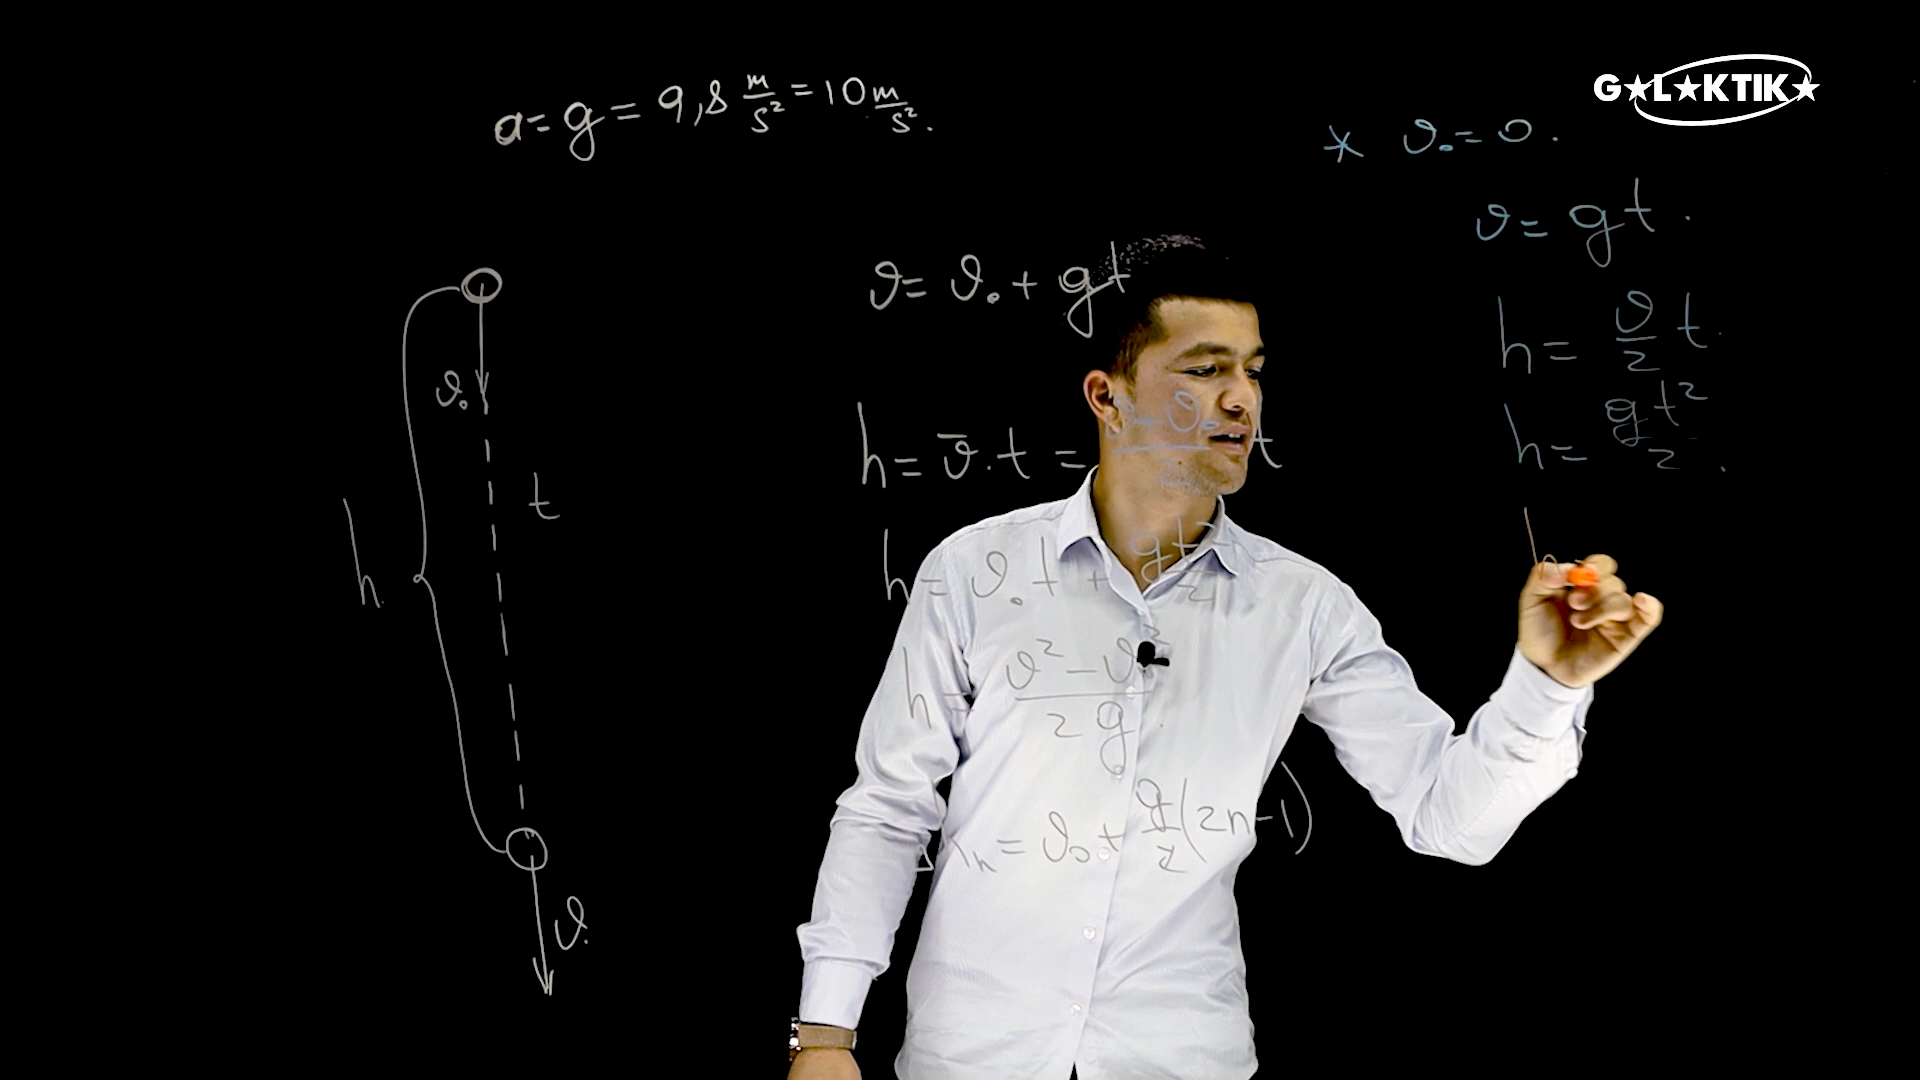 G★L★KTIK★
a = g = 9,8 m/s² = 10 m/s².
* ϑ₀ = 0.
ϑ = gt.
h = ϑ/2 t.
h = gt²/2.
h
ϑ = ϑ₀ + gt
h = ϑ̄ · t =
t
h = ϑ₀t + gt²/2
h = (ϑ² - ϑ₀²)/2g
= ϑ₀ + g/2 (2n-1)
ϑ₀
t
h
ϑ.